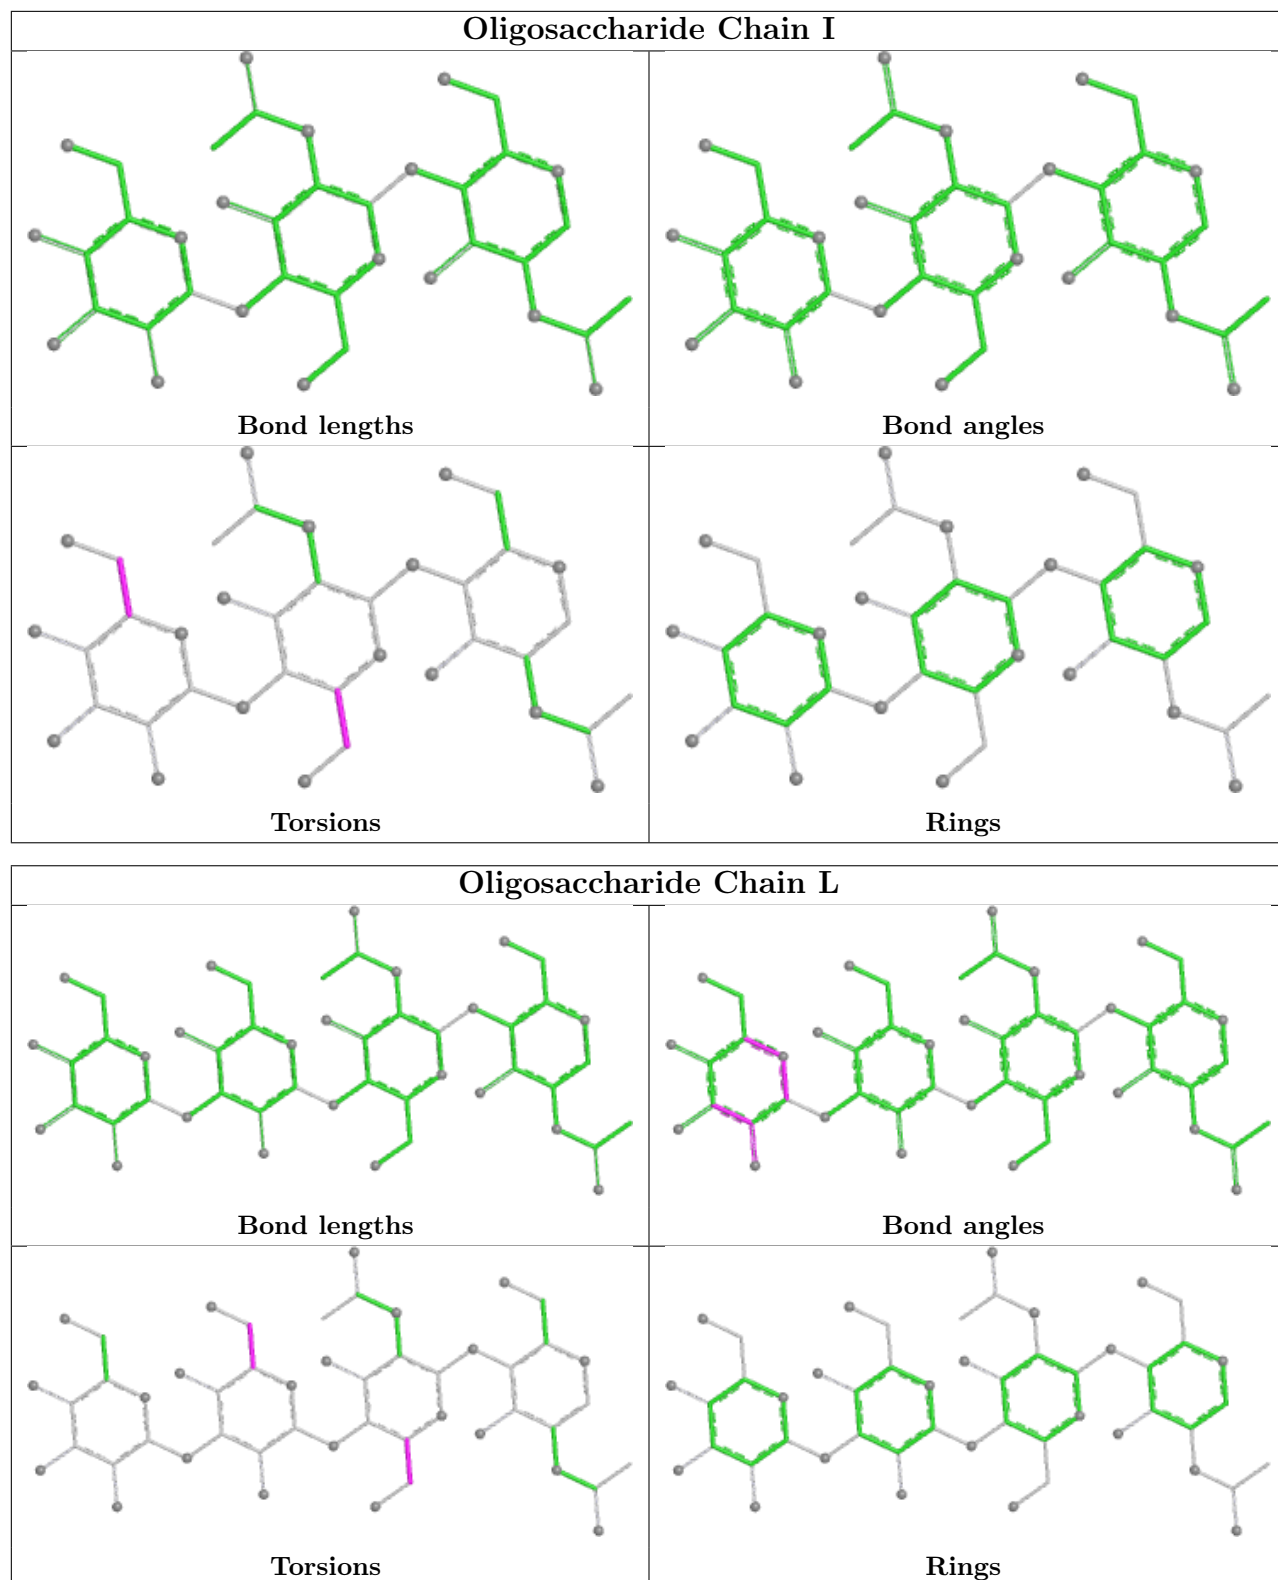 Oligosaccharide Chain I
Bond lengths
Bond angles
Torsions
Rings
Oligosaccharide Chain L
Bond lengths
Bond angles
Torsions
Rings